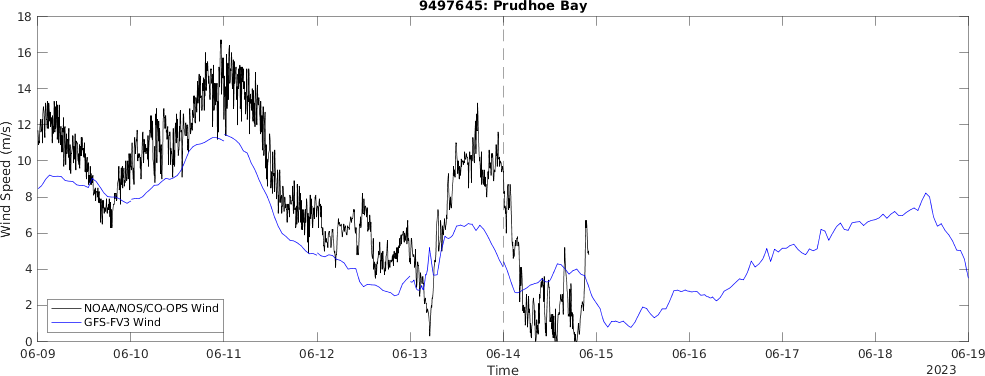 9497645: Prudhoe Bay
18
16
14
12
10
8
6
4
2
0
Wind Speed (m/s)
NOAA/NOS/CO-OPS Wind
GFS-FV3 Wind
06-09 06-10 06-11 06-12 06-13 06-14 06-15 06-16 06-17 06-18 06-19
Time
2023